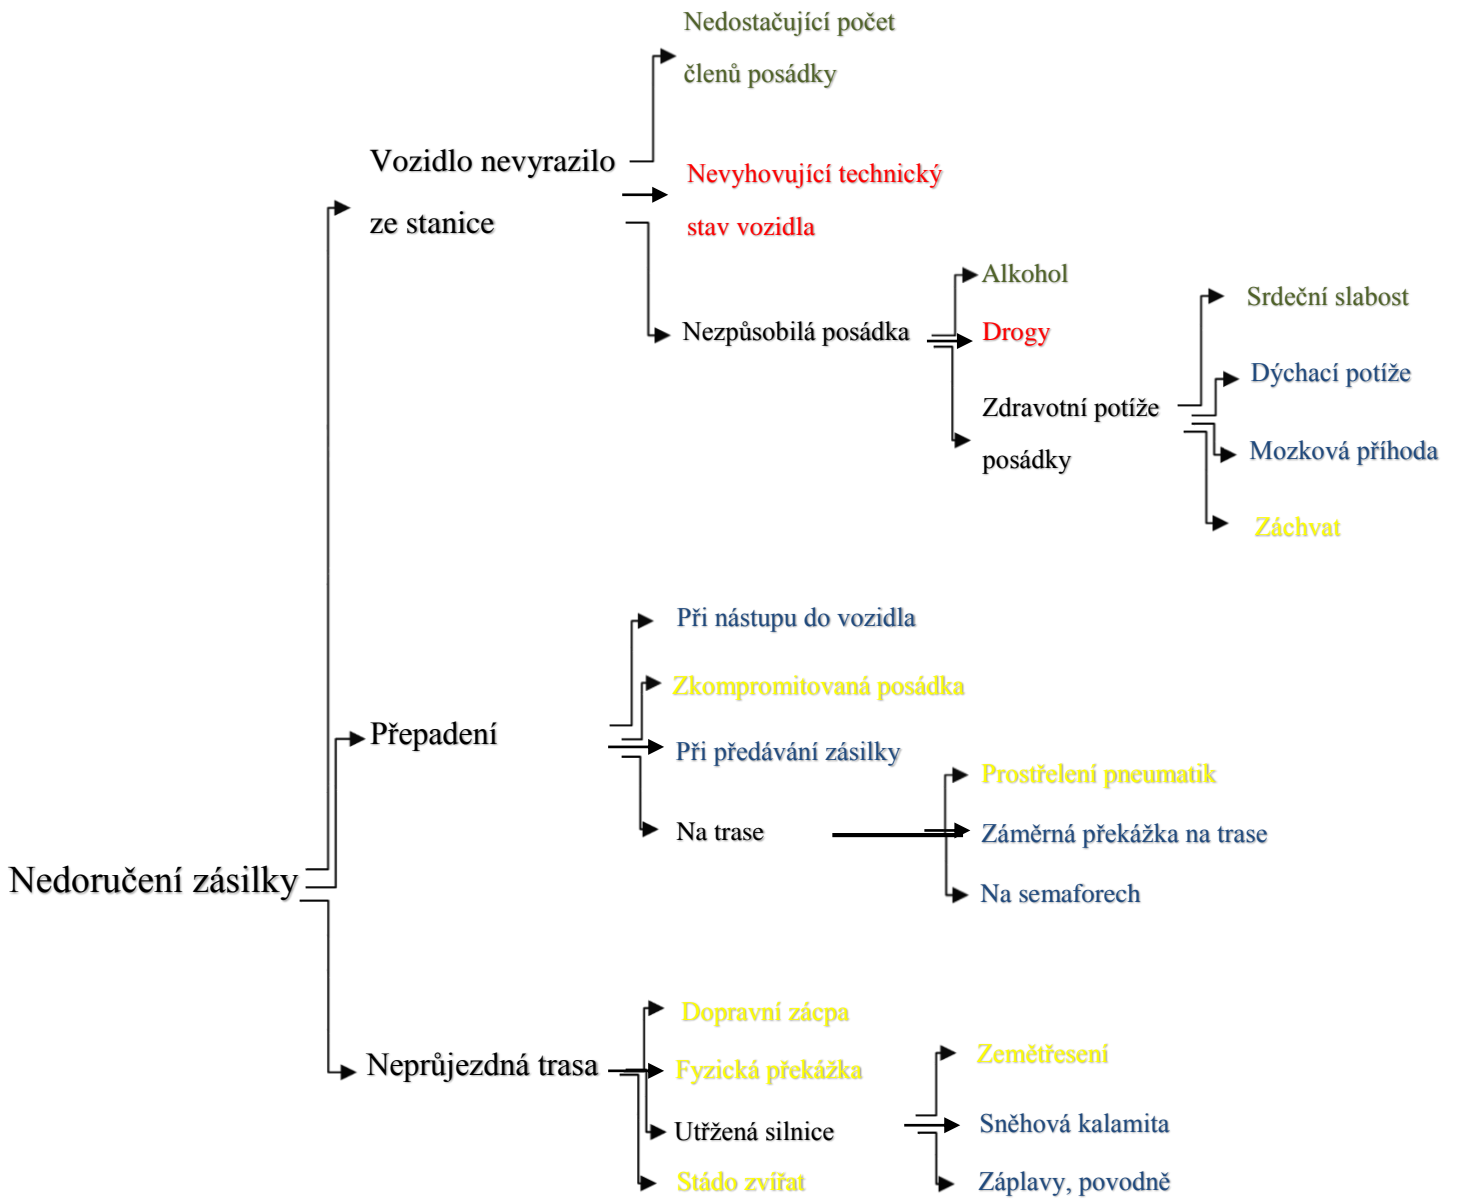 Nedostačující počet
členů posádky
Vozidlo nevyrazilo
ze stanice
Nevyhovující technický
stav vozidla
Nezpůsobilá posádka
Alkohol
Drogy
Zdravotní potíže
posádky
Srdeční slabost
Dýchací potíže
Mozková příhoda
Záchvat
Při nástupu do vozidla
Zkompromitovaná posádka
Přepadení
Při předávání zásilky
Na trase
Prostřelení pneumatik
Záměrná překážka na trase
Na semaforech
Nedoručení zásilky
Dopravní zácpa
Neprůjezdná trasa
Fyzická překážka
Utřžená silnice
Stádo zvířat
Zemětřesení
Sněhová kalamita
Záplavy, povodně